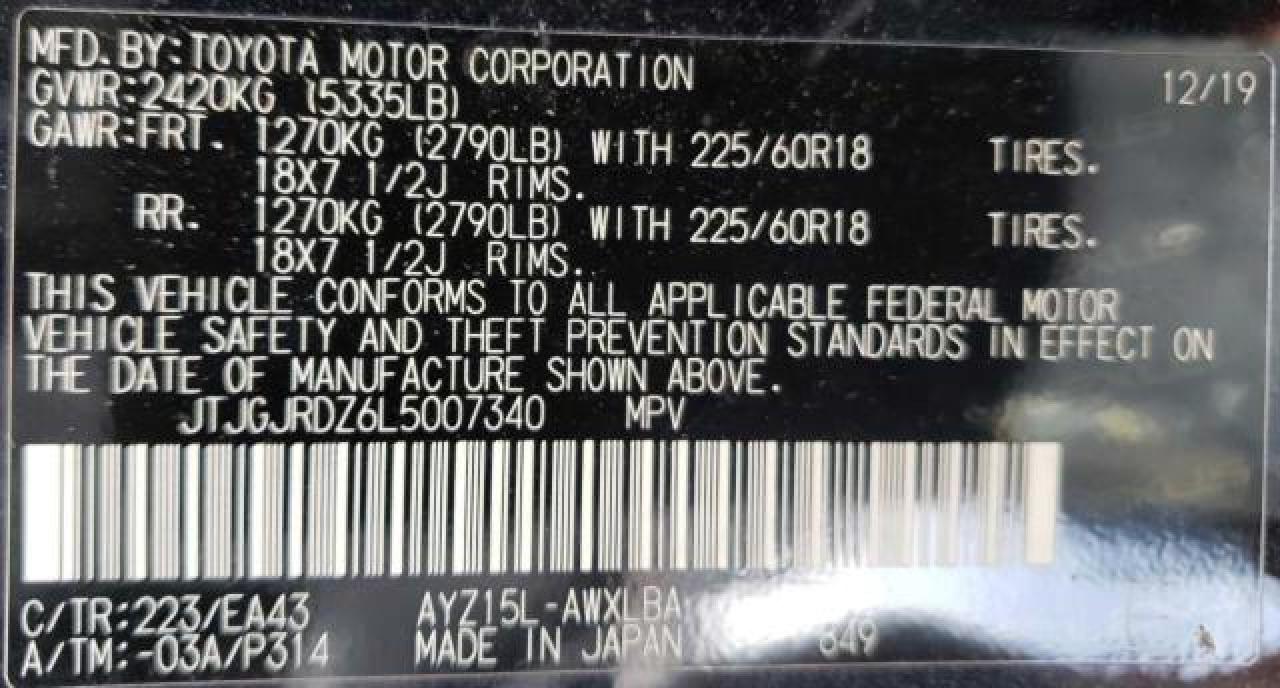 MFD.BY:TOYOTA MOTOR CORPORATION 12/19
GVWR:2420KG (5335LB)
GAWR:FRT. 1270KG (2790LB) WITH 225/60R18 TIRES.
18X7 1/2J RIMS.
RR. 1270KG (2790LB) WITH 225/60R18 TIRES.
18X7 1/2J RIMS.
THIS VEHICLE CONFORMS TO ALL APPLICABLE FEDERAL MOTOR
VEHICLE SAFETY AND THEFT PREVENTION STANDARDS IN EFFECT ON
THE DATE OF MANUFACTURE SHOWN ABOVE.
JTJGJRDZ6L5007340 MPV
C/TR:223/EA43 AYZ15L-AWXLBA
A/TM:-03A/P314 MADE IN JAPAN 649